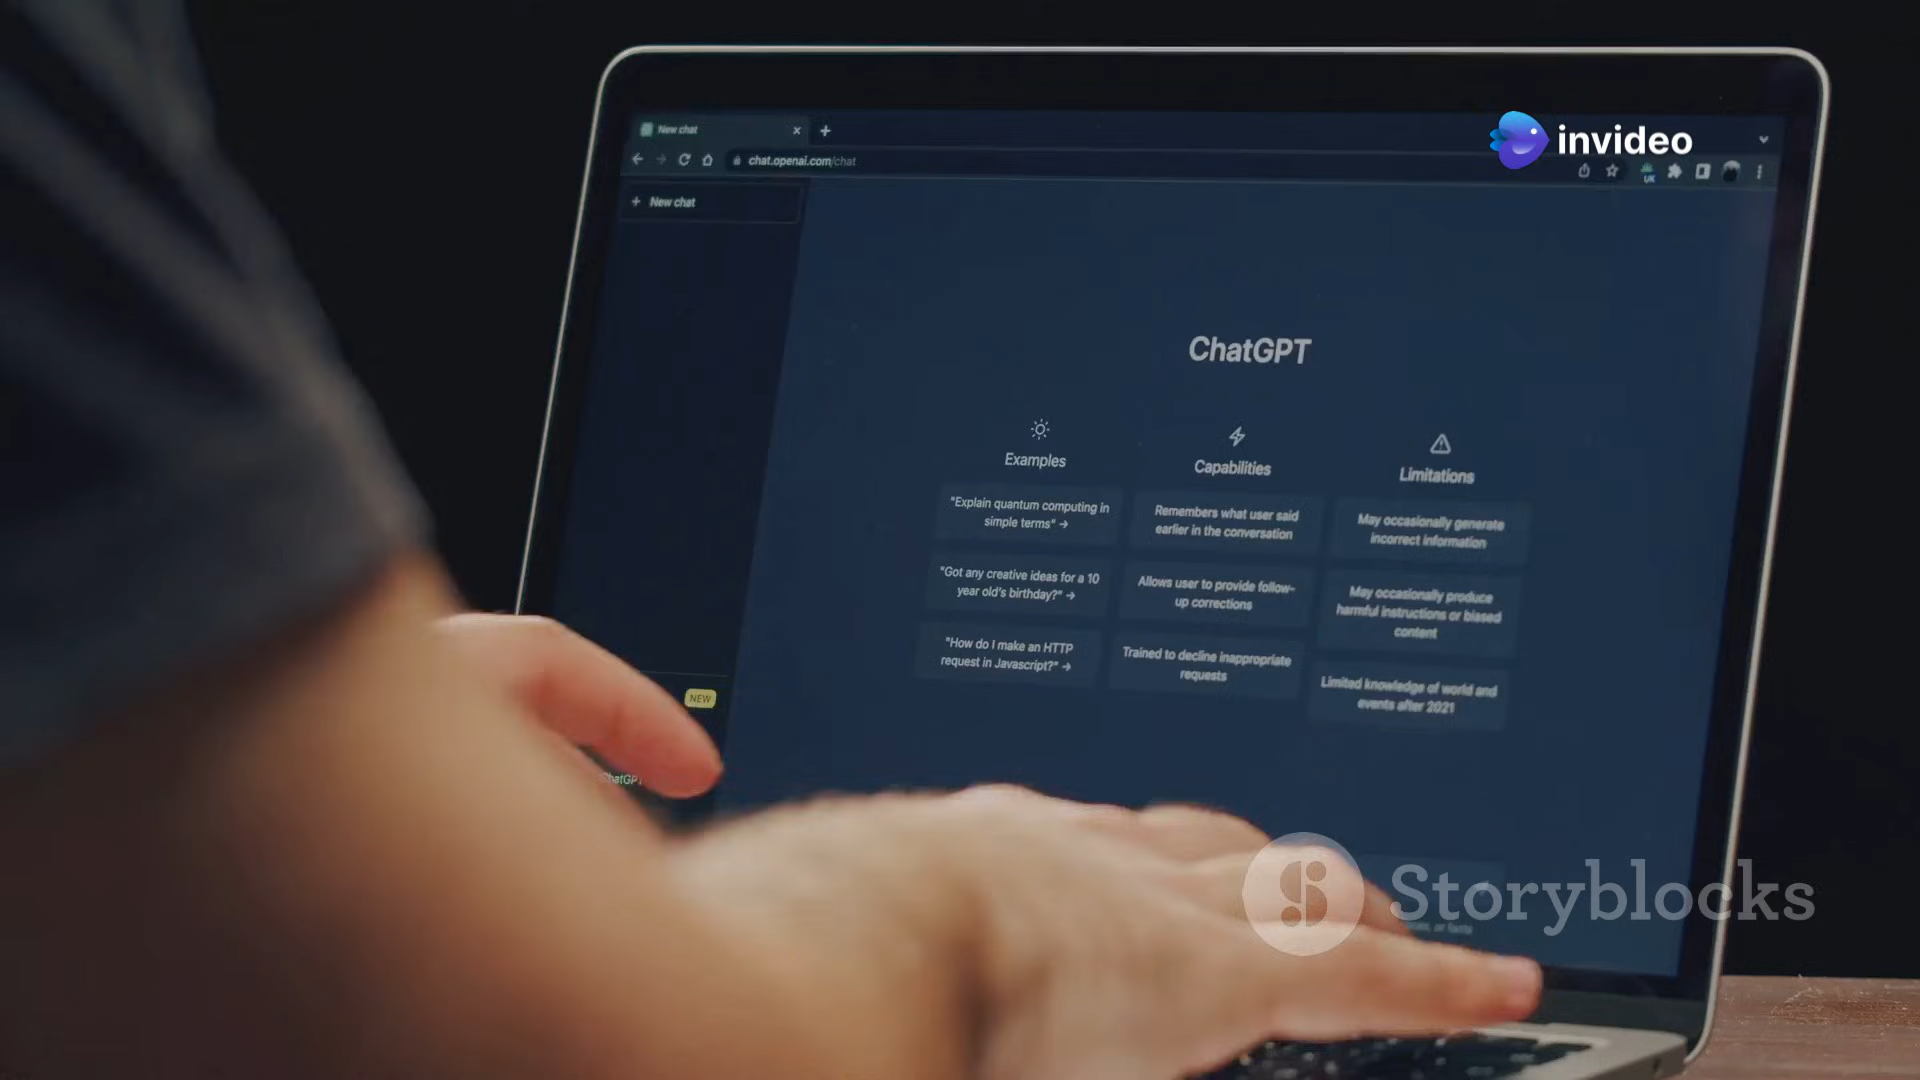 New chat
invideo
chat.openai.com/chat
UK
+ New chat
ChatGPT
Examples
Capabilities
Limitations
"Explain quantum computing in
simple terms" →
Remembers what user said
earlier in the conversation
May occasionally generate
incorrect information
"Got any creative ideas for a 10
year old's birthday?" →
Allows user to provide follow-
up corrections
May occasionally produce
harmful instructions or biased
content
"How do I make an HTTP
request in Javascript?" →
Trained to decline inappropriate
requests
Limited knowledge of world and
events after 2021
NEW
ChatGPT
Storyblocks
or facts